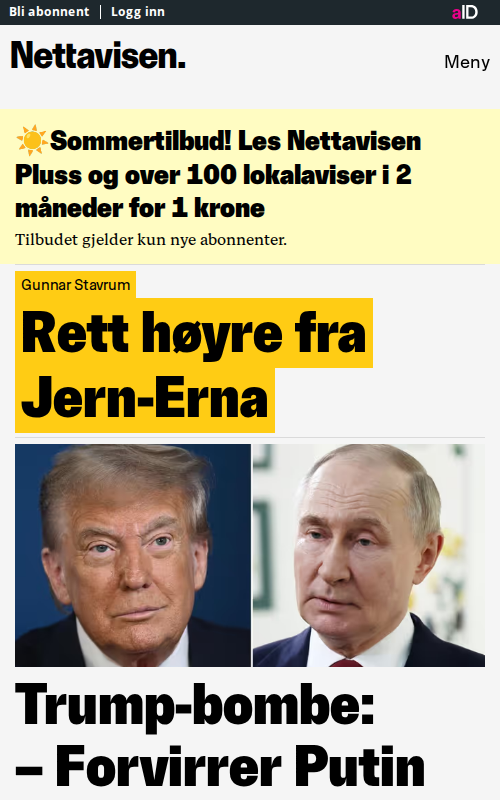 Bli abonnent | Logg inn
aID
Nettavisen.
Meny
☀️Sommertilbud! Les Nettavisen
Pluss og over 100 lokalaviser i 2
måneder for 1 krone
Tilbudet gjelder kun nye abonnenter.
Gunnar Stavrum
Rett høyre fra
Jern-Erna
Trump-bombe:
– Forvirrer Putin